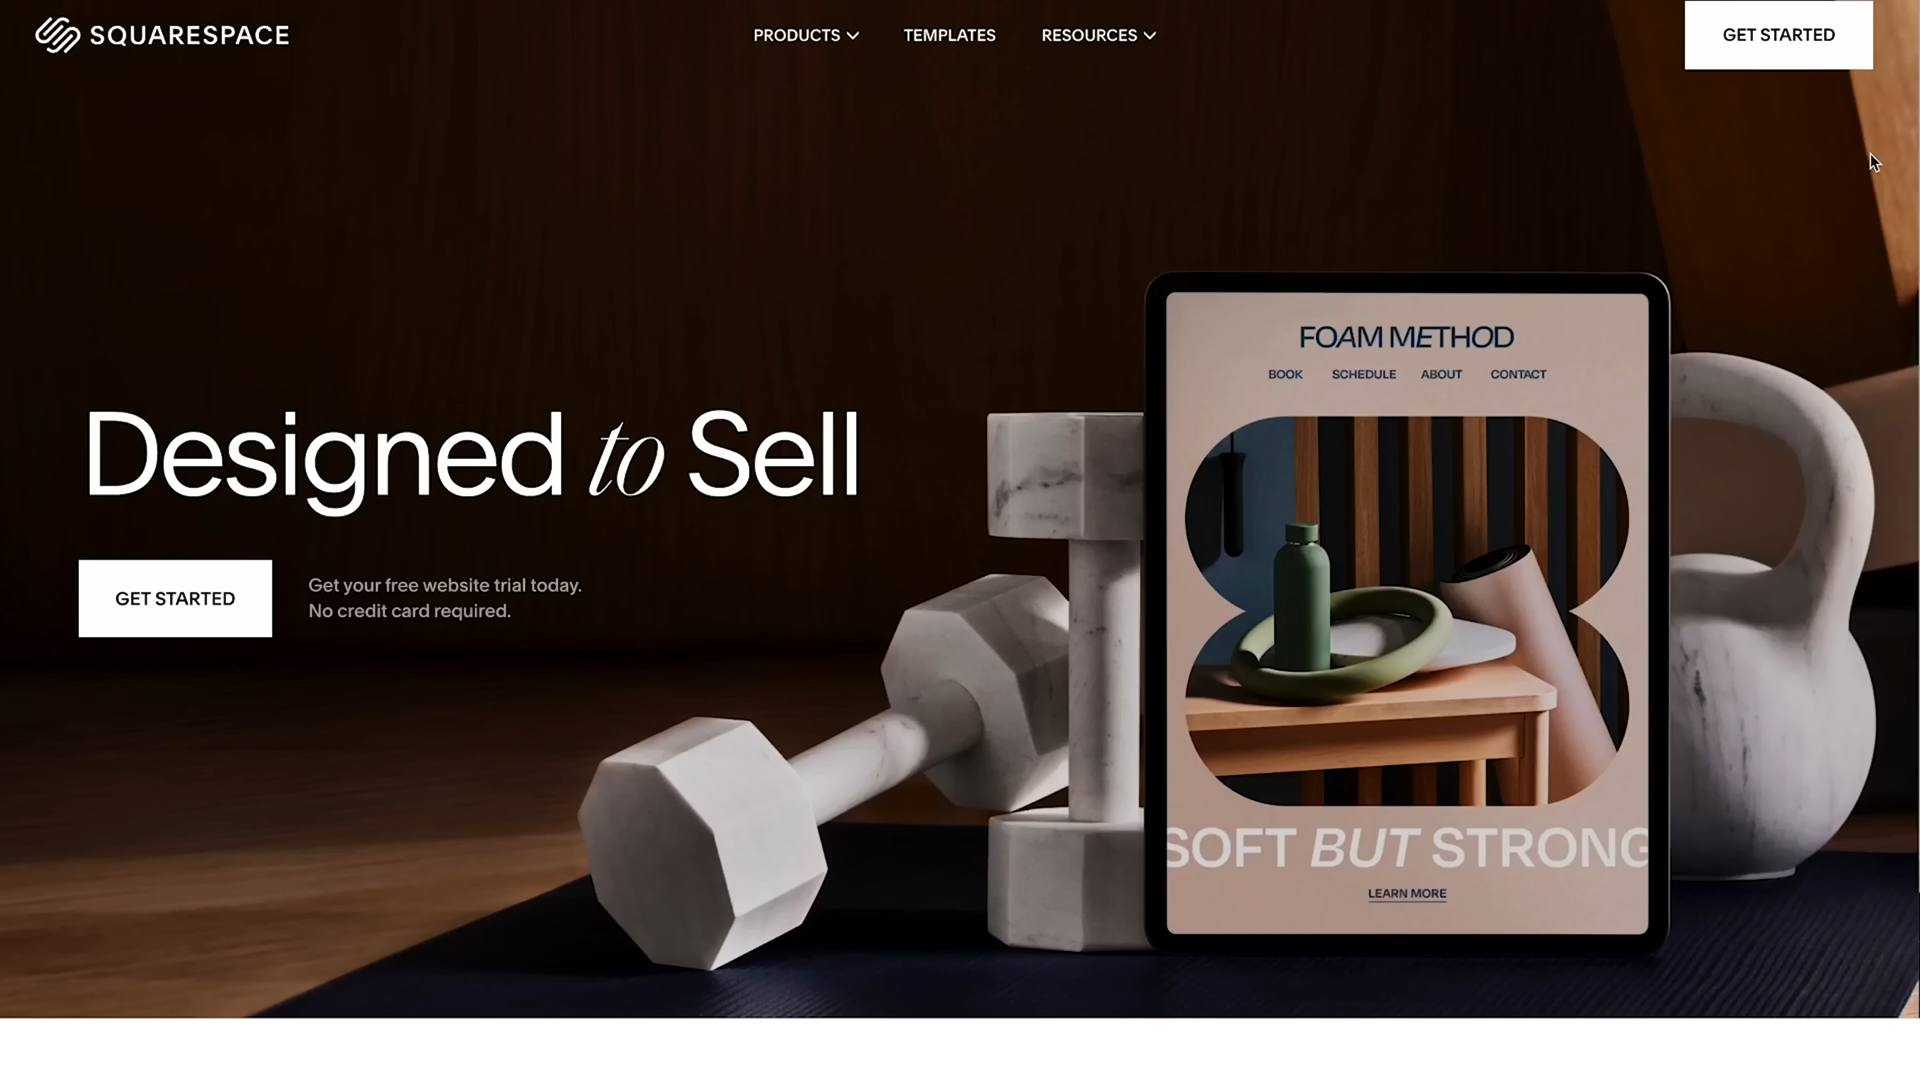 SQUARESPACE
PRODUCTS
TEMPLATES
RESOURCES
GET STARTED
Designed to Sell
GET STARTED
Get your free website trial today.
No credit card required.
FOAM METHOD
BOOK SCHEDULE ABOUT CONTACT
SOFT BUT STRONG
LEARN MORE